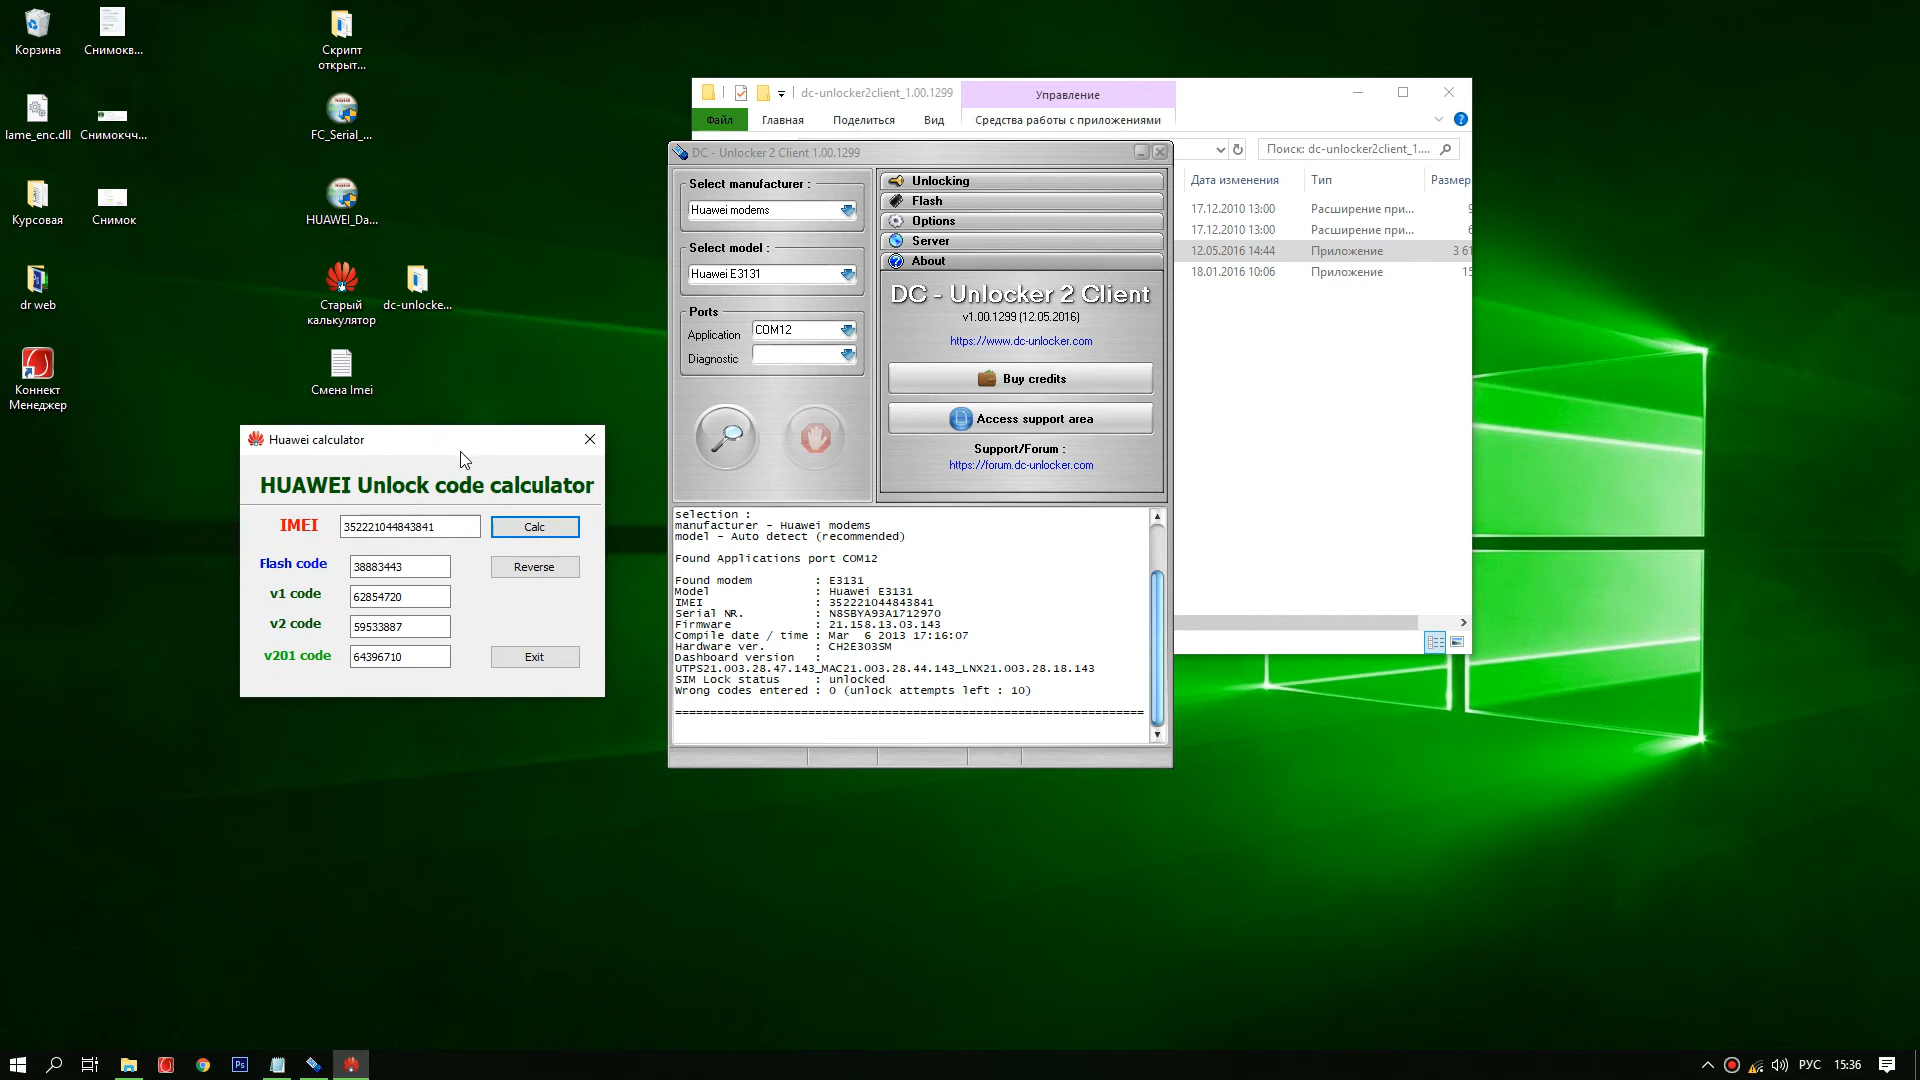 Корзина
Снимокв...
Скрипт
открыт...
lame_enc.dll
Снимокчч...
FC_Serial_...
Курсовая
Снимок
HUAWEI_Da...
dr web
Старый
калькулятор
dc-unlocke...
Коннект
Менеджер
Смена Imei
dc-unlocker2client_1.00.1299
Управление
Файл
Главная
Поделиться
Вид
Средства работы с приложениями
Поиск: dc-unlocker2client_1....
Дата изменения
Тип
Размер
17.12.2010 13:00
Расширение при...
17.12.2010 13:00
Расширение при...
12.05.2016 14:44
Приложение
3 61
18.01.2016 10:06
Приложение
15
DC - Unlocker 2 Client 1.00.1299
Select manufacturer :
Huawei modems
Select model :
Huawei E3131
Ports
Application
COM12
Diagnostic
Unlocking
Flash
Options
Server
About
DC - Unlocker 2 Client
v1.00.1299 (12.05.2016)
https://www.dc-unlocker.com
Buy credits
Access support area
Support/Forum :
https://forum.dc-unlocker.com
selection :
manufacturer - Huawei modems
model - Auto detect (recommended)
Found Applications port COM12
Found modem : E3131
Model : Huawei E3131
IMEI : 352221044843841
Serial NR. : N8SBYA93A1712970
Firmware : 21.158.13.03.143
Compile date / time : Mar 6 2013 17:16:07
Hardware ver. : CH2E303SM
Dashboard version :
UTPS21.003.28.47.143_MAC21.003.28.44.143_LNX21.003.28.18.143
SIM Lock status : unlocked
Wrong codes entered : 0 (unlock attempts left : 10)
===================================================================
Huawei calculator
HUAWEI Unlock code calculator
IMEI
352221044843841
Calc
Flash code
38883443
Reverse
v1 code
62854720
v2 code
59533887
v201 code
64396710
Exit
Ps
РУС
15:36